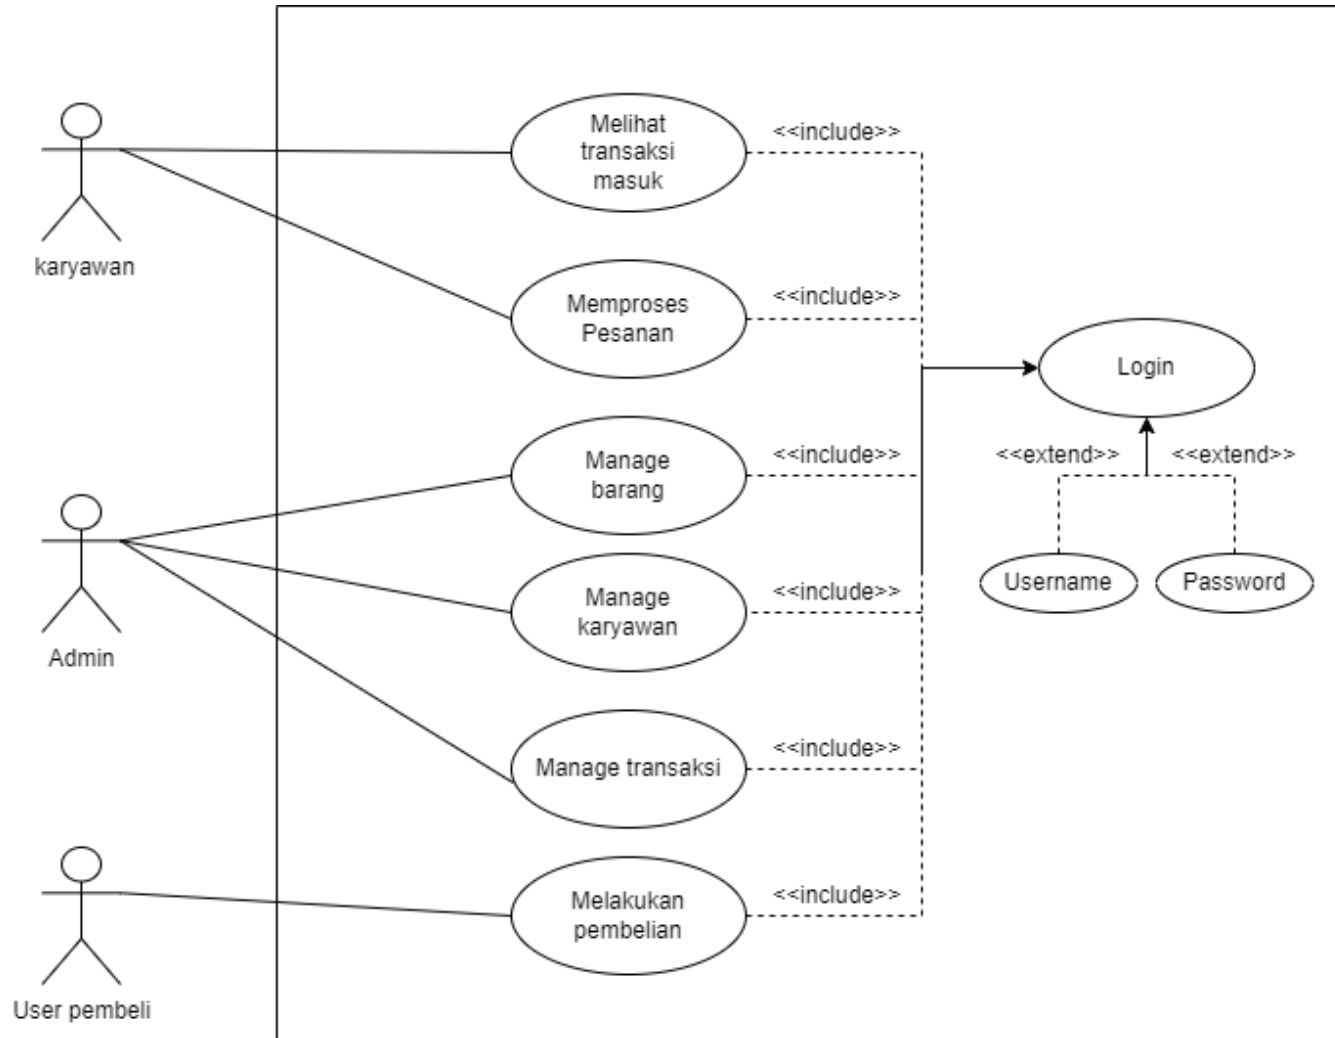 Melihat
transaksi
masuk
<<include>>
karyawan
Memproses
Pesanan
<<include>>
Login
<<extend>>
<<extend>>
Username
Password
Manage
barang
<<include>>
Admin
Manage
karyawan
<<include>>
Manage transaksi
<<include>>
User pembeli
Melakukan
pembelian
<<include>>